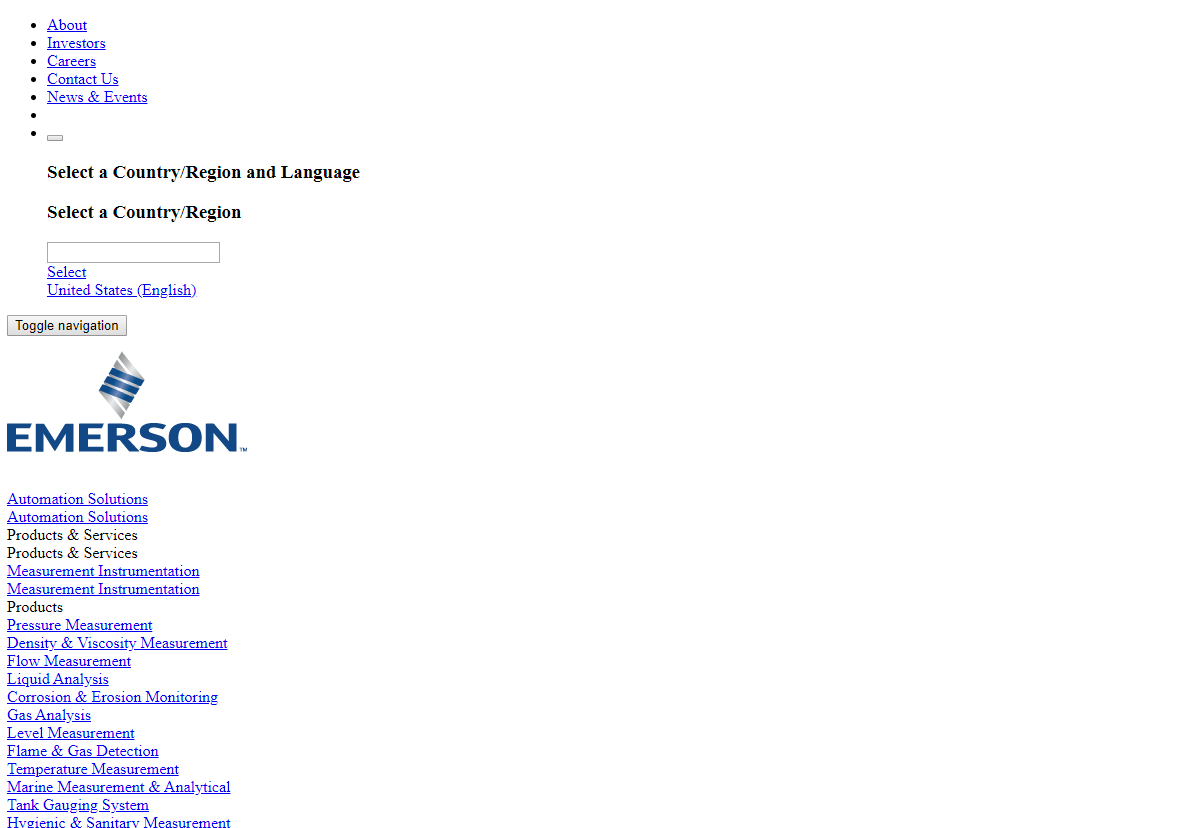 About
Investors
Careers
Contact Us
News & Events
Select a Country/Region and Language
Select a Country/Region
Select
United States (English)
Toggle navigation
EMERSON™
Automation Solutions
Automation Solutions
Products & Services
Products & Services
Measurement Instrumentation
Measurement Instrumentation
Products
Pressure Measurement
Density & Viscosity Measurement
Flow Measurement
Liquid Analysis
Corrosion & Erosion Monitoring
Gas Analysis
Level Measurement
Flame & Gas Detection
Temperature Measurement
Marine Measurement & Analytical
Tank Gauging System
Hygienic & Sanitary Measurement